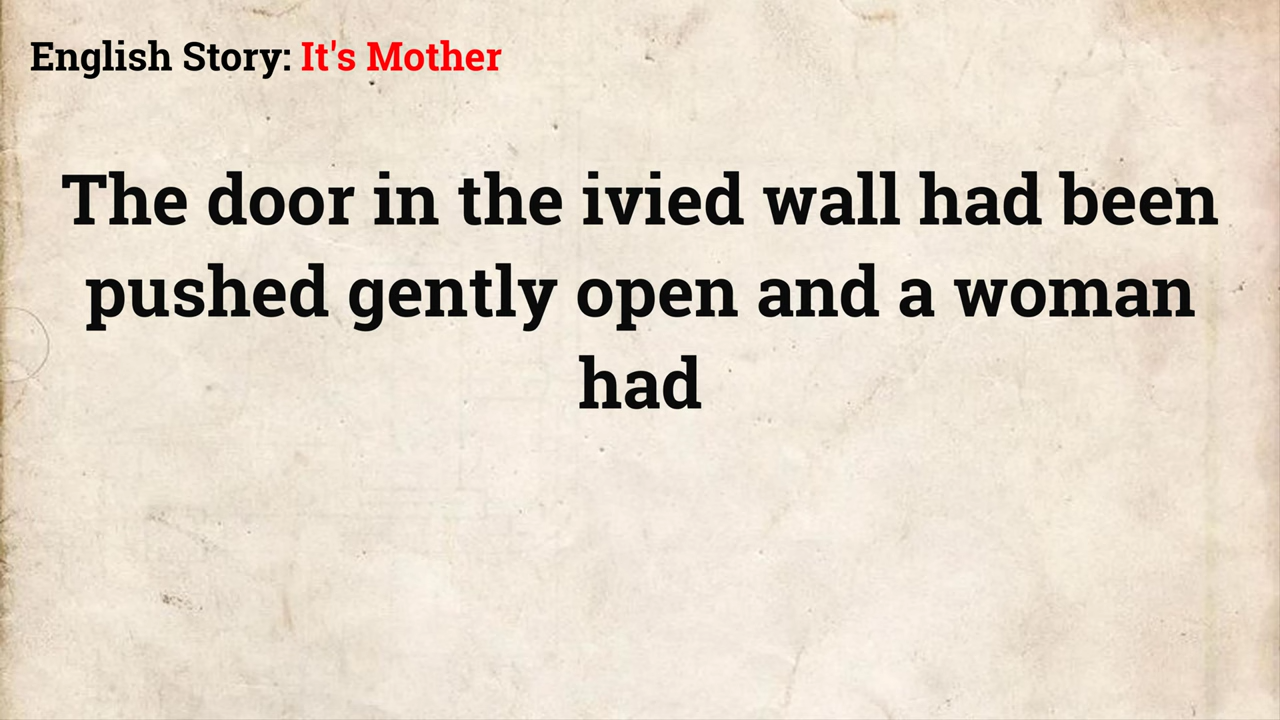 English Story: It's Mother
The door in the ivied wall had been
pushed gently open and a woman
had